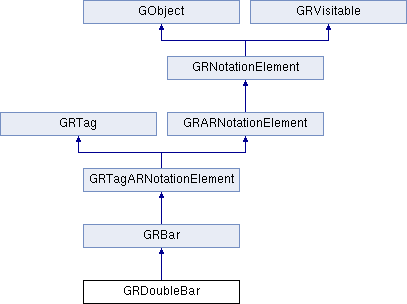 GObject
GRVisitable
GRNotationElement
GRTag
GRARNotationElement
GRTagARNotationElement
GRBar
GRDoubleBar